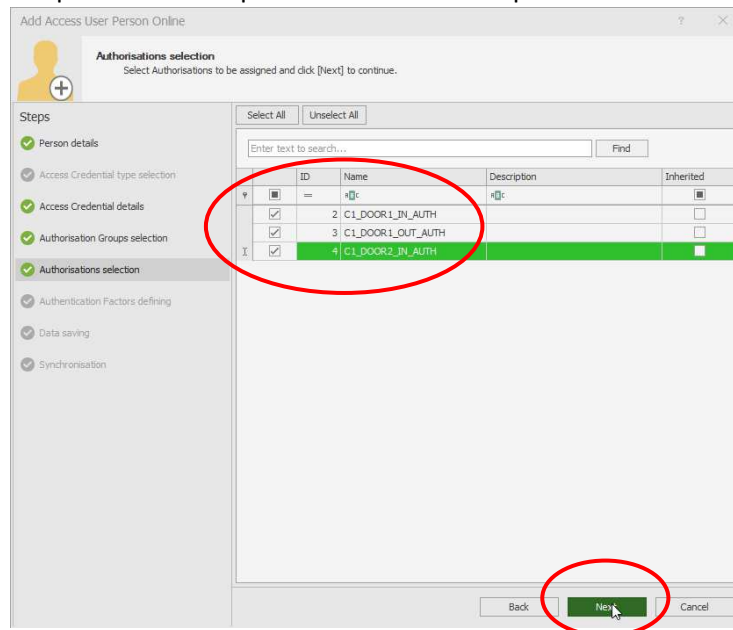 Add Access User Person Online ? ×
Authorisations selection
Select Authorisations to be assigned and click [Next] to continue.
Steps
Select All Unselect All
Person details
Enter text to search... Find
Access Credential type selection
ID Name Description Inherited
Access Credential details
=
2 C1_DOOR1_IN_AUTH
Authorisation Groups selection
3 C1_DOOR1_OUT_AUTH
4 C1_DOOR2_IN_AUTH
Authorisations selection
Authentication Factors defining
Data saving
Synchronisation
Back Next Cancel